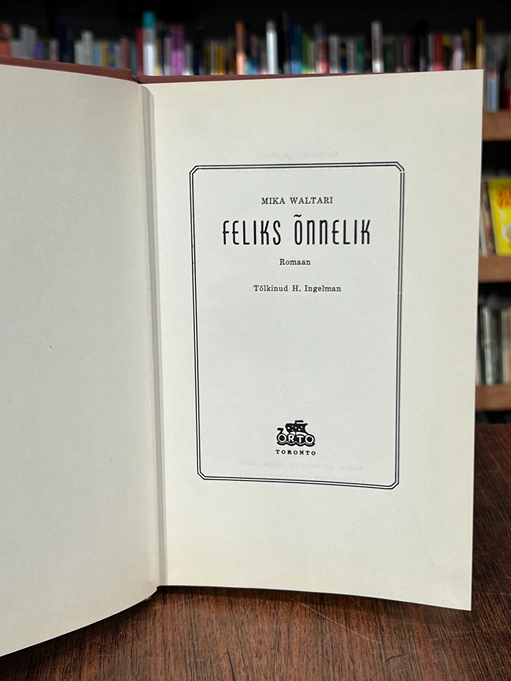 MIKA WALTARI
FELIKS ÕNNELIK
Romaan
Tõlkinud H. Ingelman
ORTO
TORONTO